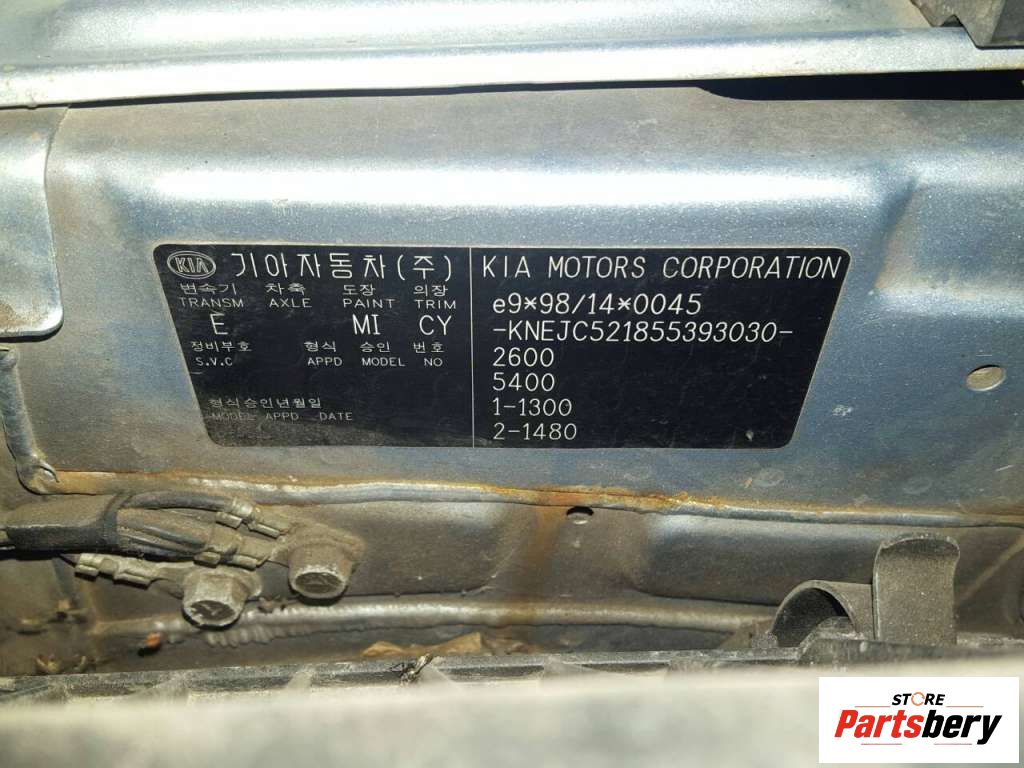 KIA 기아자동차(주)
변속기 차축 도장 의장
TRANSM AXLE PAINT TRIM
E MI CY
정비부호 형식 승인 번호
S.V.C APPD MODEL NO
-
형식승인년월일
MODEL APPD DATE
KIA MOTORS CORPORATION
e9*98/14*0045
-KNEJC521855393030-
2600
5400
1-1300
2-1480
STORE
Partsbery